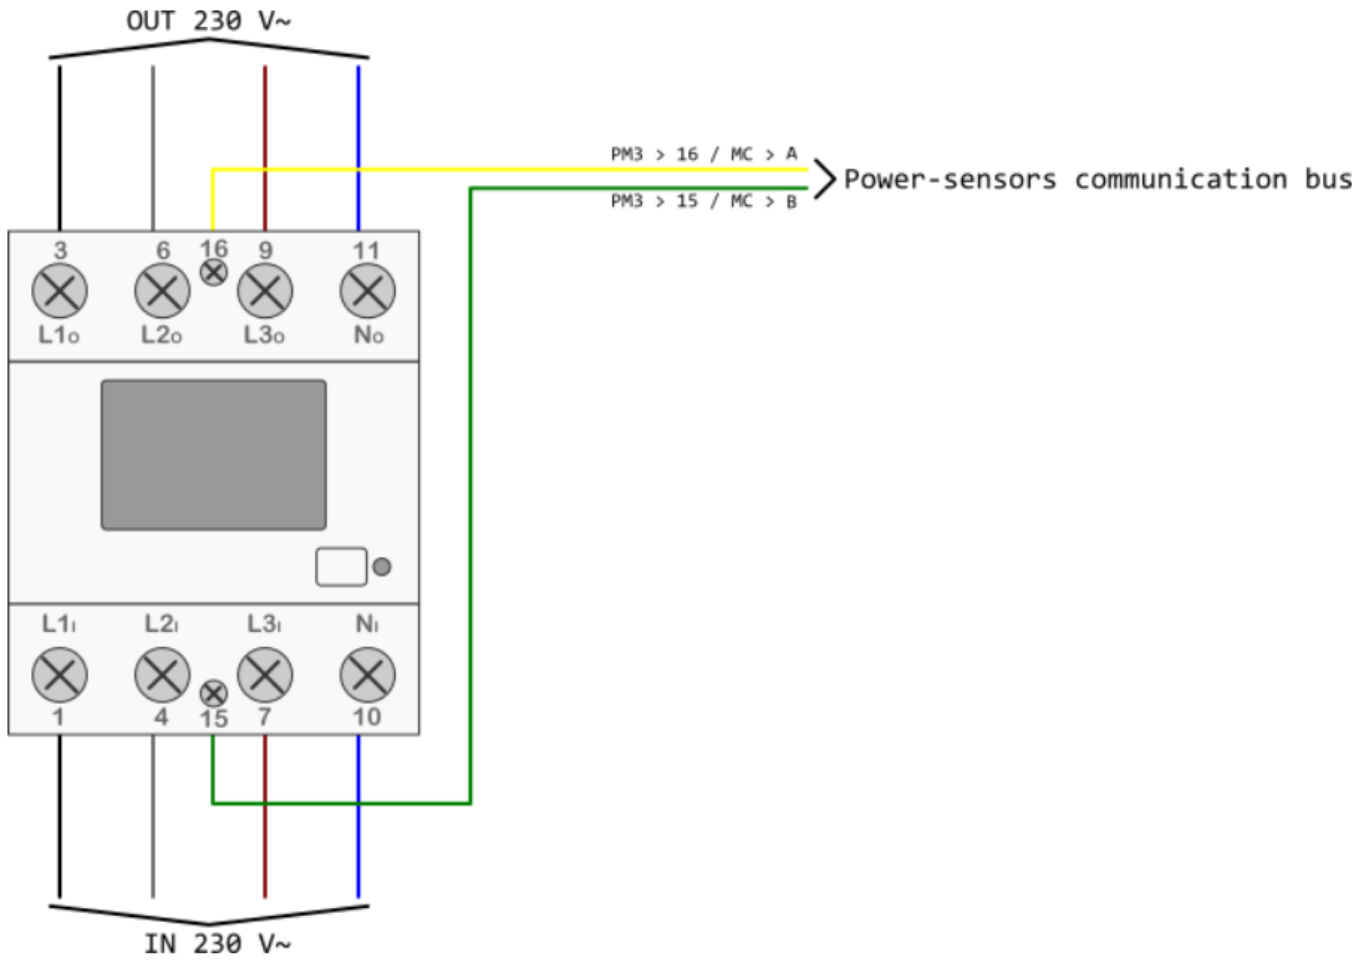 OUT 230 V~
PM3 > 16 / MC > A
Power-sensors communication bus
PM3 > 15 / MC > B
3 6 16 9 11
L1o L2o L3o No
L1I L2I L3I NI
1 4 15 7 10
IN 230 V~